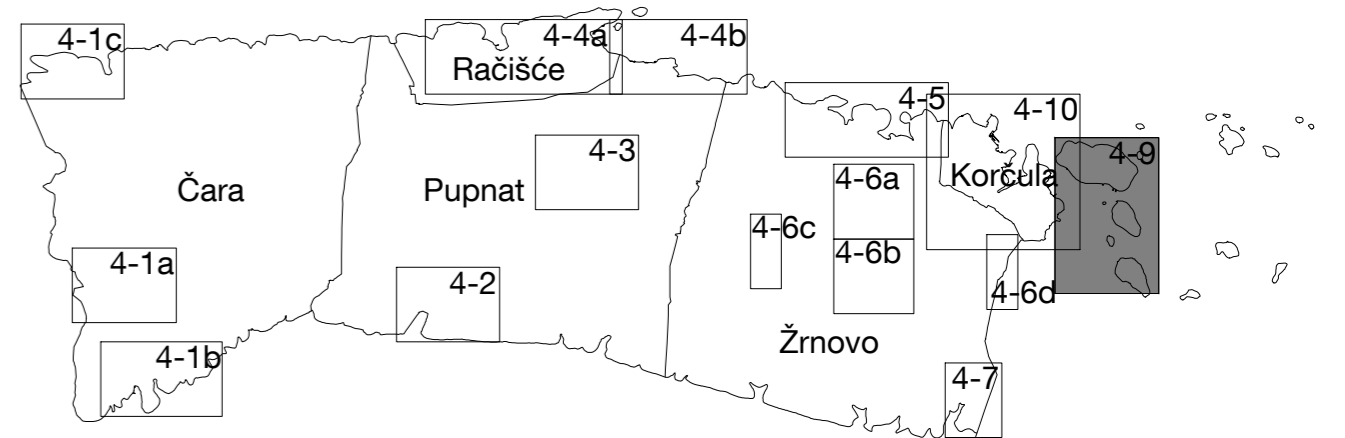 4-1c
4-4a
4-4b
Račišće
4-5
4-10
4-3
4-9
Čara
Pupnat
4-6a
Korčula
4-6c
4-6b
4-1a
4-2
4-6d
Žrnovo
4-1b
4-7